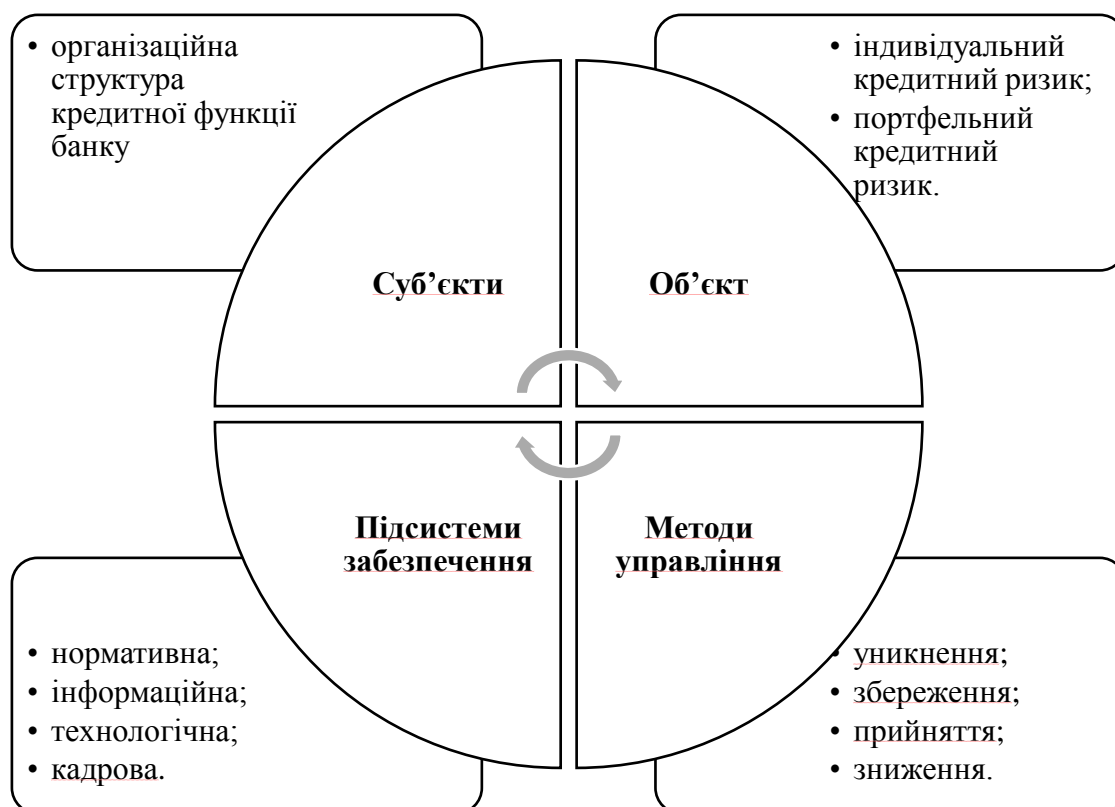 • організаційна
структура
кредитної функції
банку
• індивідуальний
кредитний ризик;
• портфельний
кредитний
ризик.
Суб’єкти
Об’єкт
Підсистеми
забезпечення
Методи
управління
• нормативна;
• інформаційна;
• технологічна;
• кадрова.
• уникнення;
• збереження;
• прийняття;
• зниження.